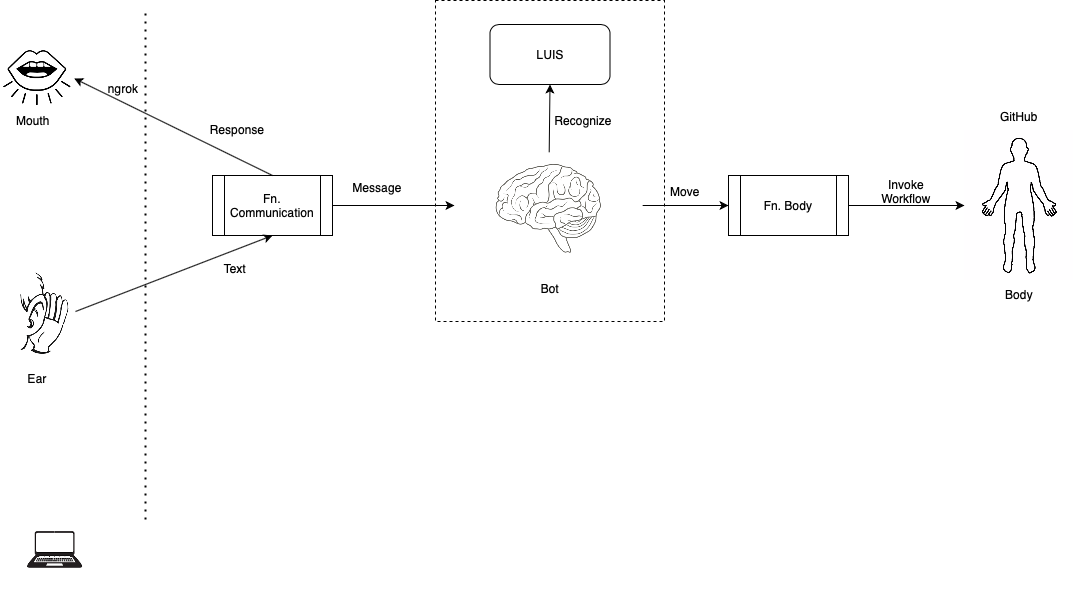 LUIS
ngrok
Mouth
Response
Recognize
GitHub
Fn.
Communication
Message
Move
Fn. Body
Invoke
Workflow
Text
Bot
Body
Ear